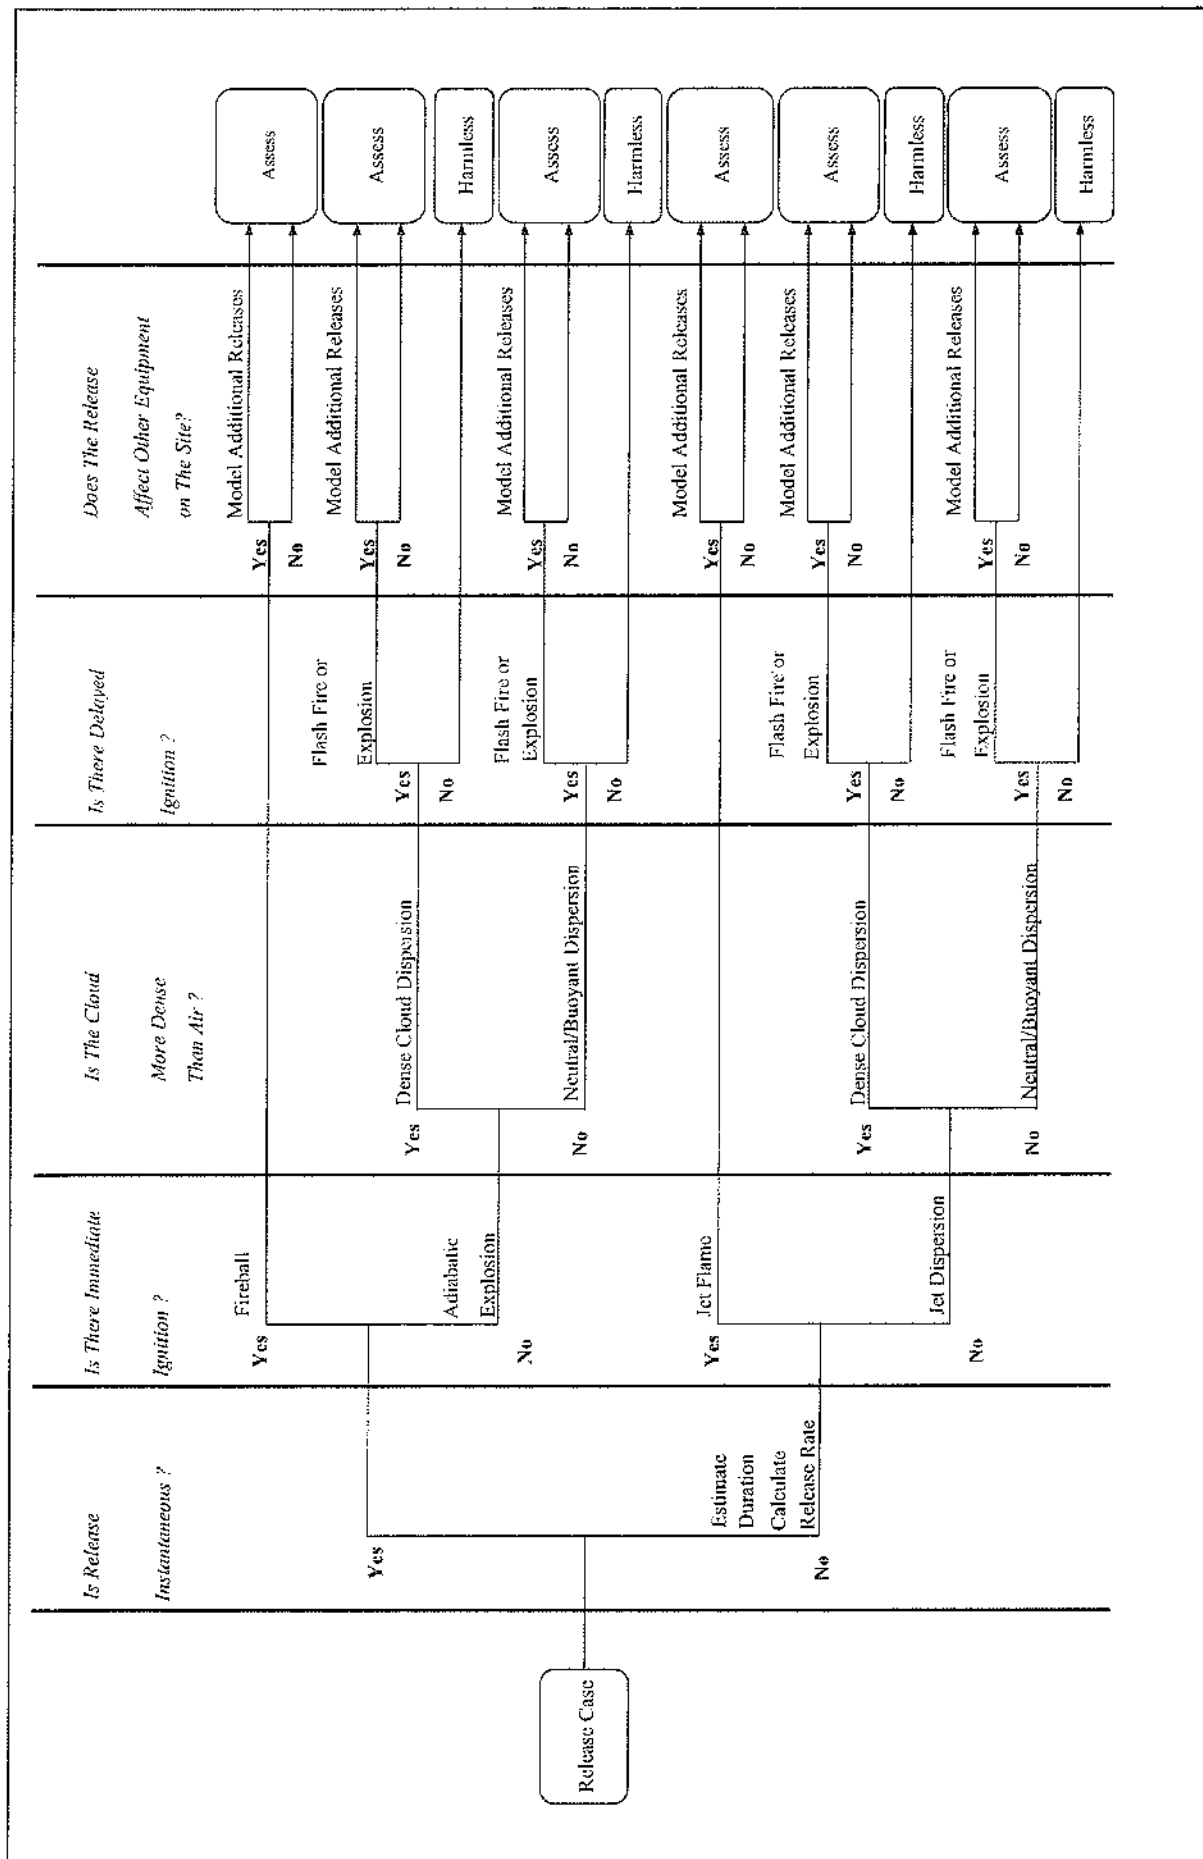 Is Release
Instantaneous ?
Is There Immediate
Ignition ?
Is The Cloud
More Dense
Than Air ?
Is There Delayed
Ignition ?
Does The Release
Affect Other Equipment
on The Site?
Release Case
Yes
No
Estimate
Duration
Calculate
Release Rate
Yes
Fireball
No
Adiabatic
Explosion
Yes
Jet Flame
No
Jet Dispersion
Yes
Dense Cloud Dispersion
No
Neutral/Buoyant Dispersion
Yes
Dense Cloud Dispersion
No
Neutral/Buoyant Dispersion
Yes
No
Flash Fire or
Explosion
Yes
No
Flash Fire or
Explosion
Yes
No
Flash Fire or
Explosion
Yes
No
Flash Fire or
Explosion
Yes
No
Model Additional Releases
Yes
No
Model Additional Releases
Yes
No
Model Additional Releases
Yes
No
Model Additional Releases
Yes
No
Model Additional Releases
Yes
No
Model Additional Releases
Assess
Assess
Harmless
Assess
Harmless
Assess
Assess
Harmless
Assess
Harmless